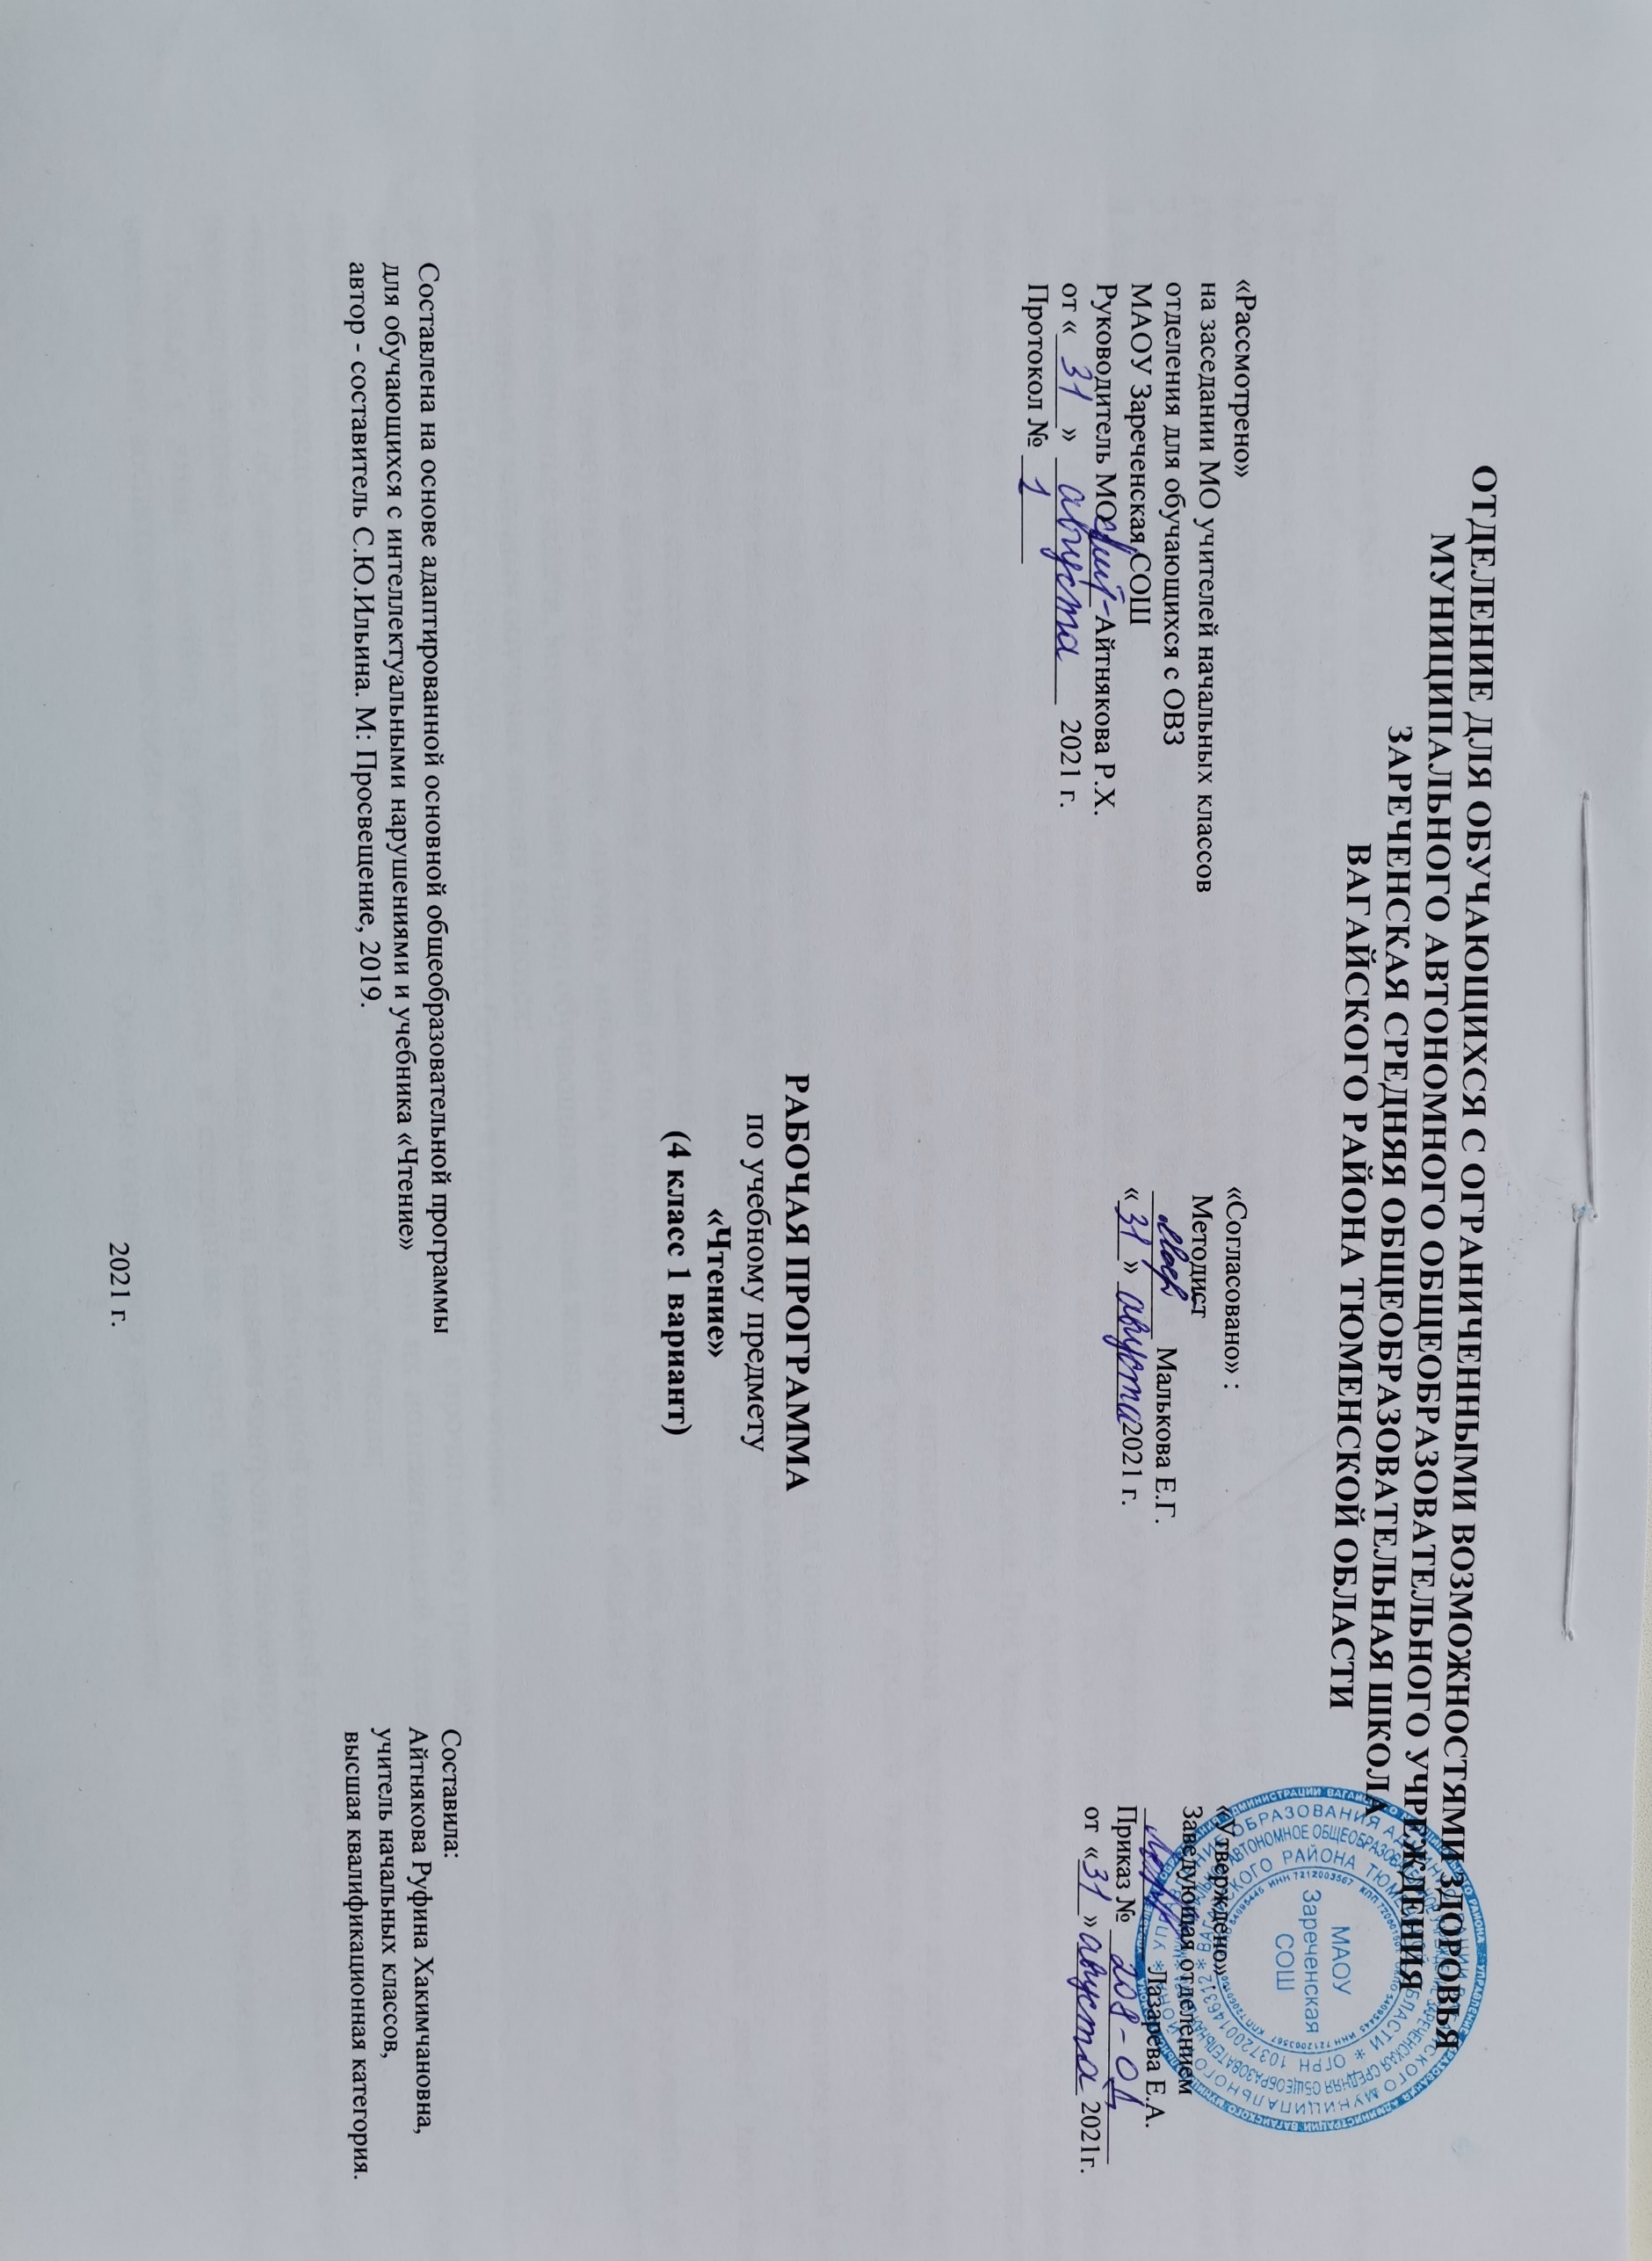 ОТДЕЛЕНИЕ ДЛЯ ОБУЧАЮЩИХСЯ С ОГРАНИЧЕННЫМИ ВОЗМОЖНОСТЯМИ ЗДОРОВЬЯ
МУНИЦИПАЛЬНОГО АВТОНОМНОГО ОБЩЕОБРАЗОВАТЕЛЬНОГО УЧРЕЖДЕНИЯ
ЗАРЕЧЕНСКАЯ СРЕДНЯЯ ОБЩЕОБРАЗОВАТЕЛЬНАЯ ШКОЛА
ВАГАЙСКОГО РАЙОНА ТЮМЕНСКОЙ ОБЛАСТИ
«Рассмотрено»
на заседании МО учителей начальных классов
отделения для обучающихся с ОВЗ
МАОУ Зареченская СОШ
Руководитель МО Айтнякова Р.Х.
от « 31 » августа 2021 г.
Протокол № 1
«Согласовано» :
Методист
Малькова Е.Г.
« 31 » августа 2021 г.
«Утверждено»
Заведующая отделением
Лазарева Е.А.
Приказ № 208-ОД
от « 31 » августа 2021г.
МАОУ
Зареченская
СОШ
РАБОЧАЯ ПРОГРАММА
по учебному предмету
«Чтение»
(4 класс 1 вариант)
Составлена на основе адаптированной основной общеобразовательной программы
для обучающихся с интеллектуальными нарушениями и учебника «Чтение»
автор - составитель С.Ю.Ильина. М: Просвещение, 2019.
Составила:
Айтнякова Руфина Хакимчановна,
учитель начальных классов,
высшая квалификационная категория.
2021 г.